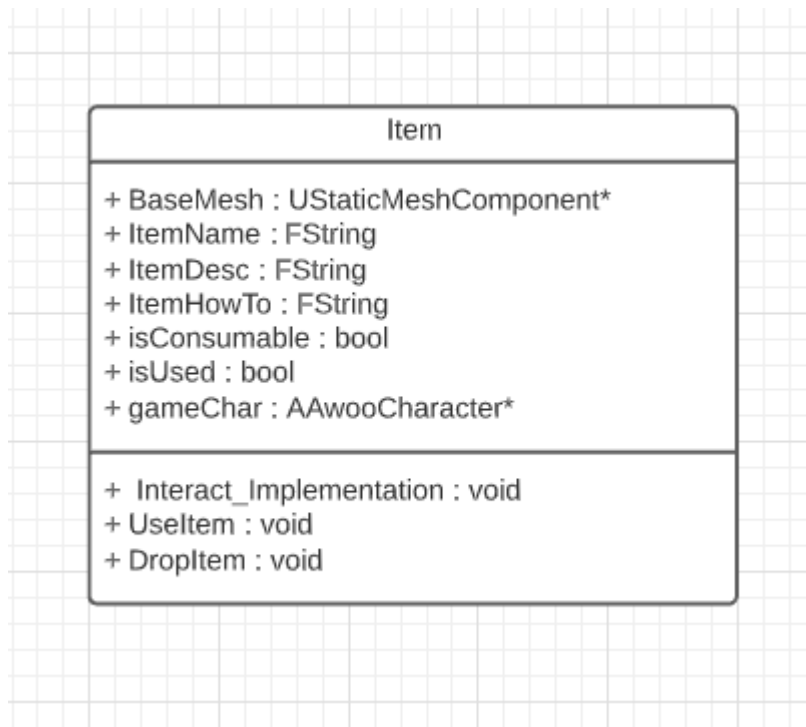 Item
+ BaseMesh : UStaticMeshComponent*
+ ItemName : FString
+ ItemDesc : FString
+ ItemHowTo : FString
+ isConsumable : bool
+ isUsed : bool
+ gameChar : AAwooCharacter*
+ Interact_Implementation : void
+ UseItem : void
+ DropItem : void